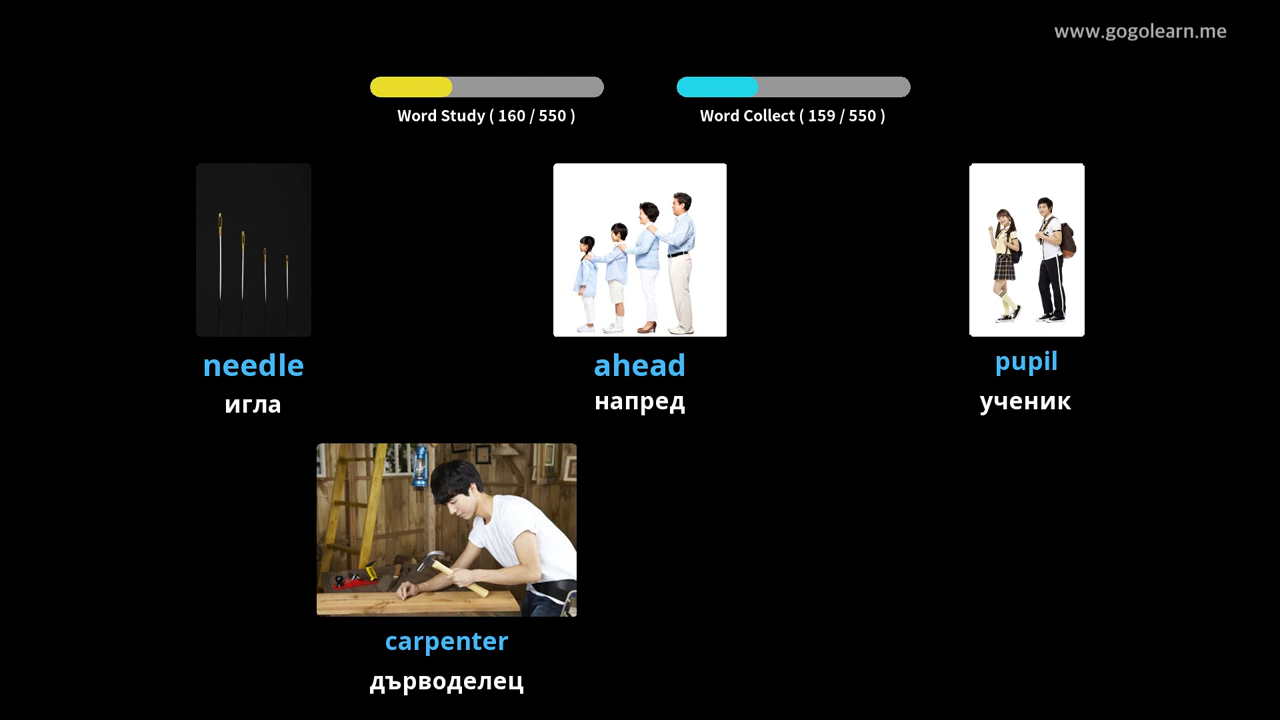 www.gogolearn.me
Word Study ( 160 / 550 )
Word Collect ( 159 / 550 )
needle
игла
ahead
напред
pupil
ученик
carpenter
дърводелец